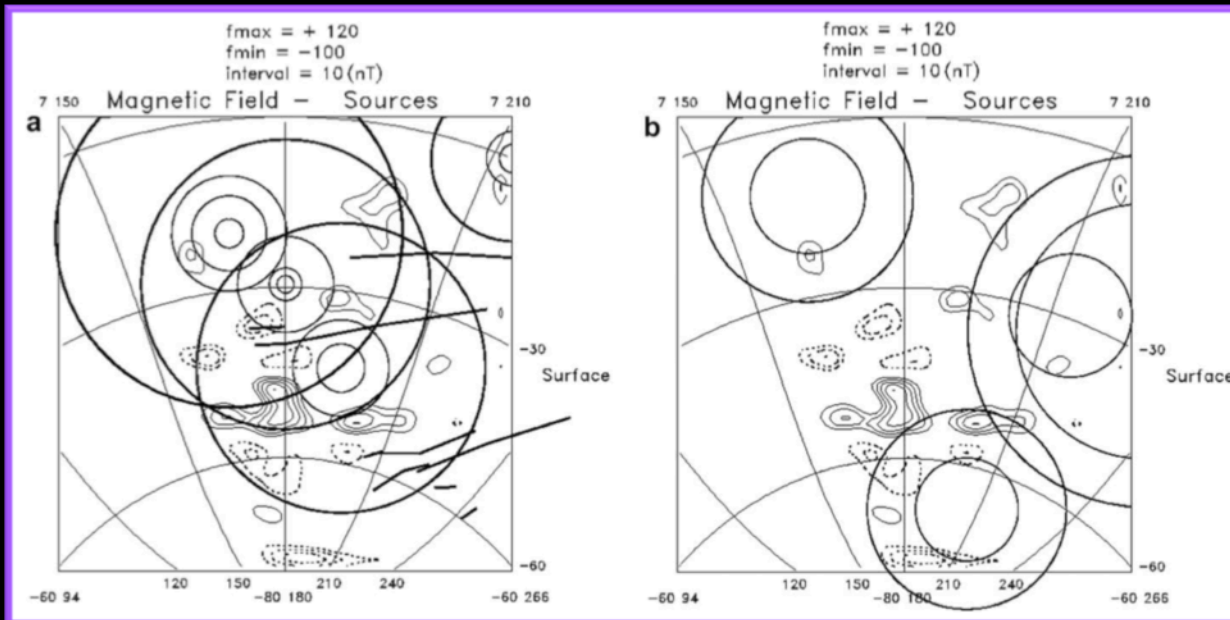 fmax = + 120
fmin = -100
interval = 10(nT)
7 150 Magnetic Field - Sources 7 210
a
-30
Surface
-60
120 150 210 240
-60 94 -80 180 -60 266
fmax = + 120
fmin = -100
interval = 10(nT)
7 150 Magnetic Field - Sources 7 210
b
-30
Surface
-60
120 150 210 240
-60 94 -80 180 -60 266